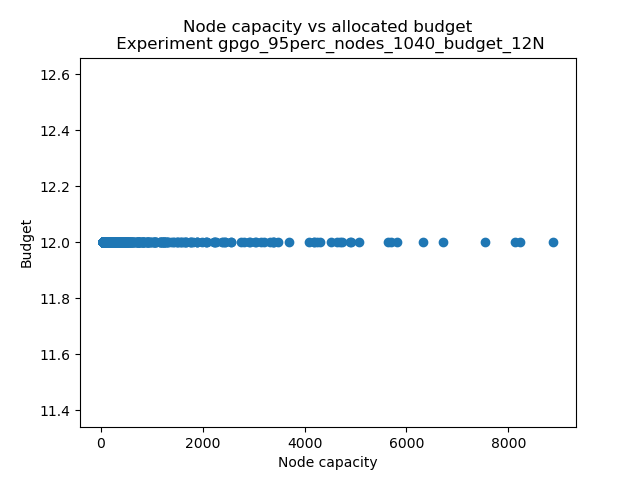 Node capacity vs allocated budget
Experiment gpgo_95perc_nodes_1040_budget_12N
12.6
12.4
12.2
12.0
11.8
11.6
11.4
Budget
0 2000 4000 6000 8000
Node capacity